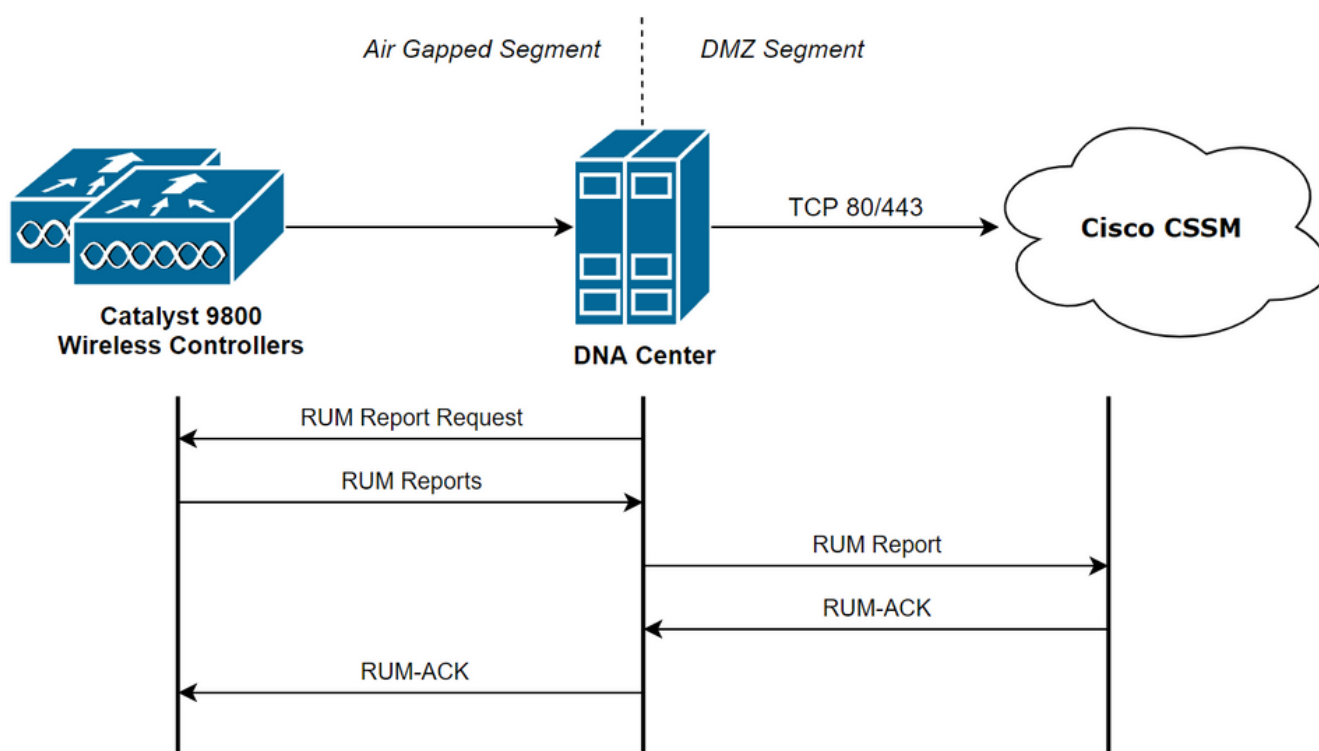 Air Gapped Segment
DMZ Segment
TCP 80/443
Cisco CSSM
Catalyst 9800
Wireless Controllers
DNA Center
RUM Report Request
RUM Reports
RUM Report
RUM-ACK
RUM-ACK